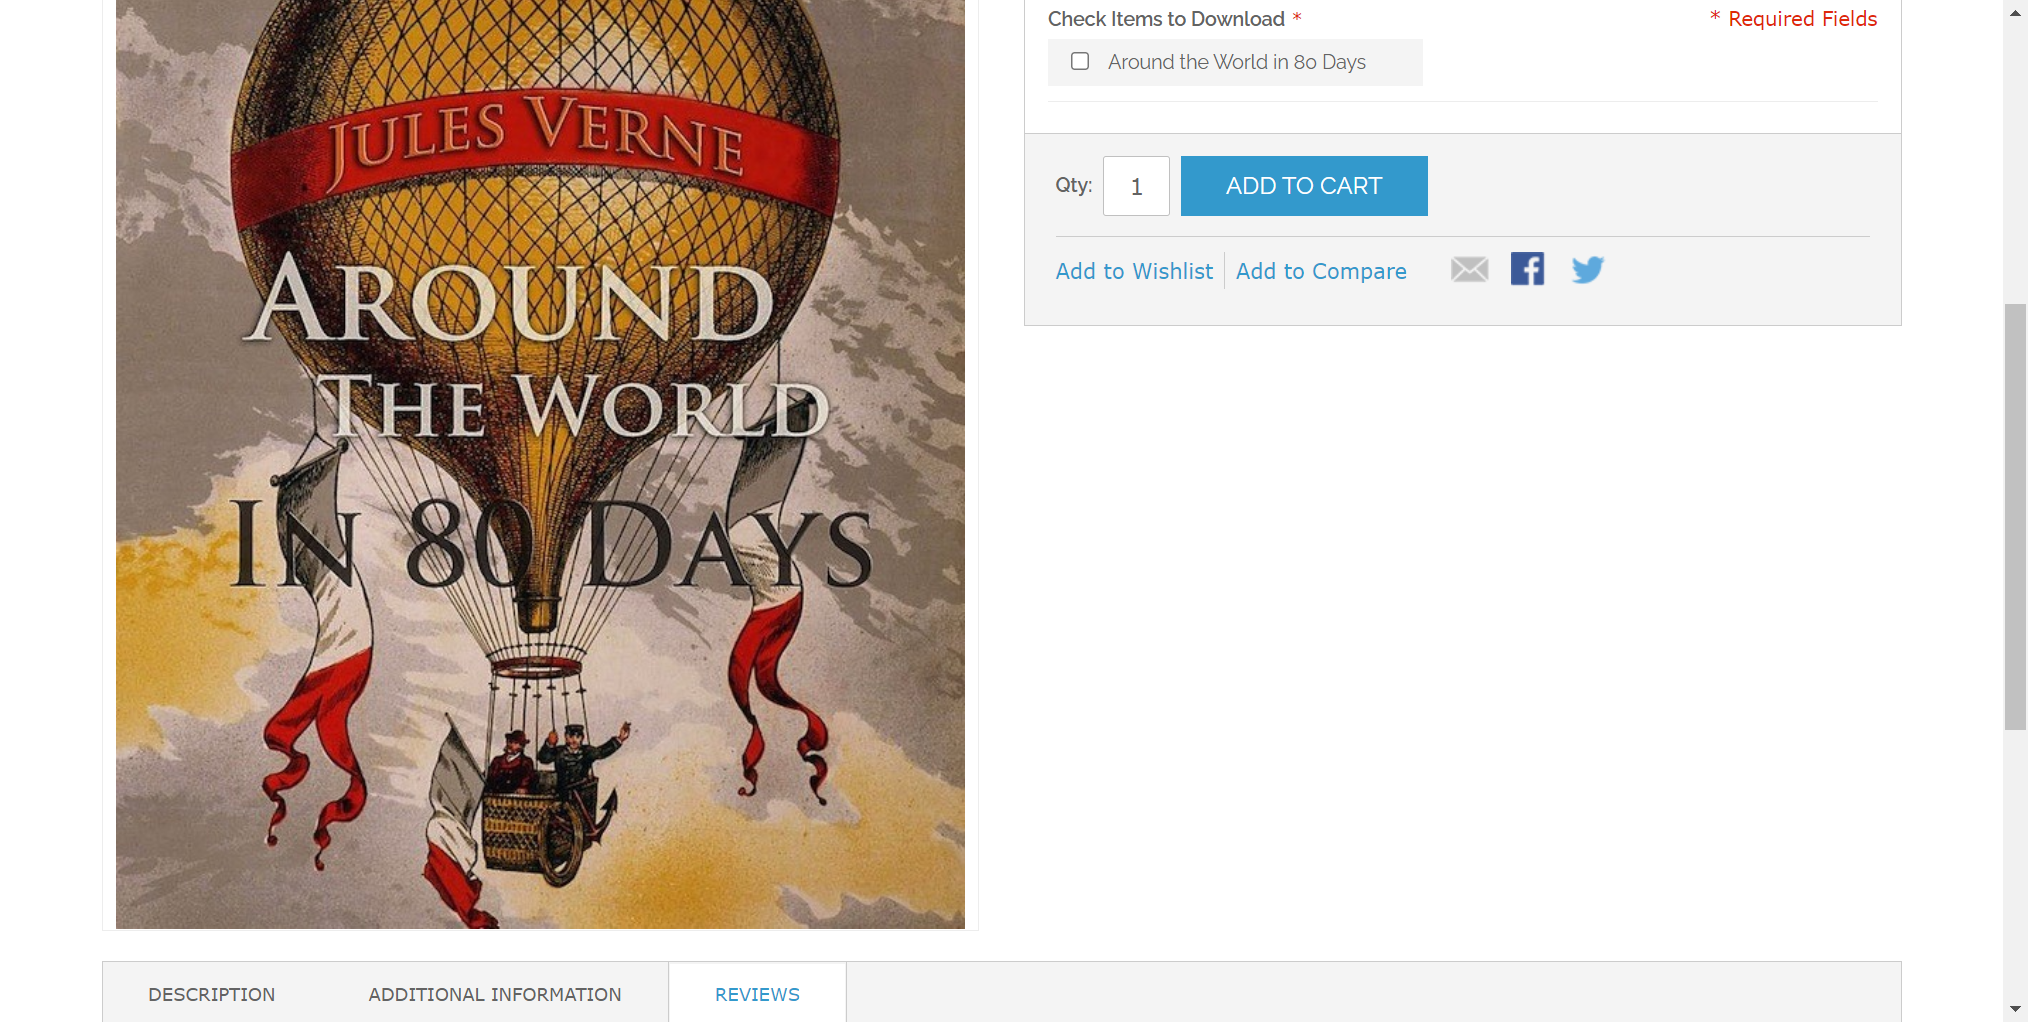 JULES VERNE
AROUND
THE WORLD
IN 80 DAYS
Check Items to Download *
* Required Fields
Around the World in 80 Days
Qty: 1 ADD TO CART
Add to Wishlist Add to Compare
DESCRIPTION ADDITIONAL INFORMATION REVIEWS